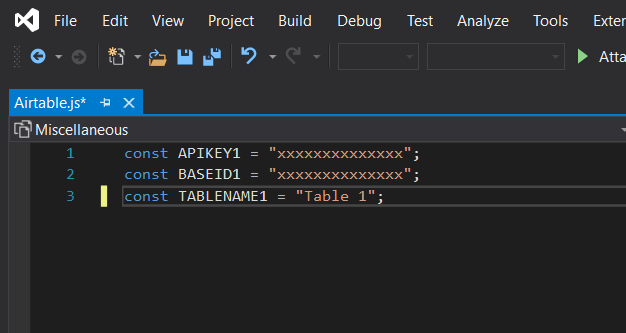 File Edit View Project Build Debug Test Analyze Tools Exter
Atta
Airtable.js*
Miscellaneous
1 const APIKEY1 = "xxxxxxxxxxxxxx";
2 const BASEID1 = "xxxxxxxxxxxxxx";
3 const TABLENAME1 = "Table 1";